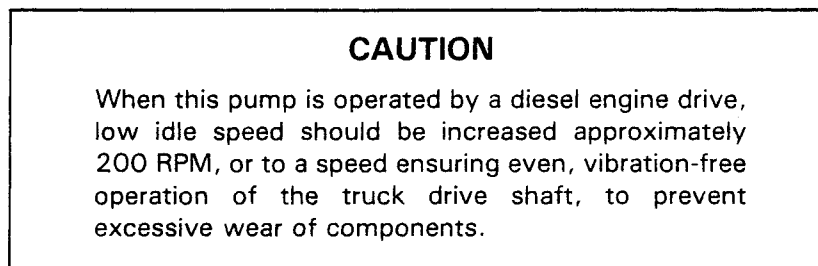 CAUTION
When this pump is operated by a diesel engine drive,
low idle speed should be increased approximately
200 RPM, or to a speed ensuring even, vibration-free
operation of the truck drive shaft, to prevent
excessive wear of components.